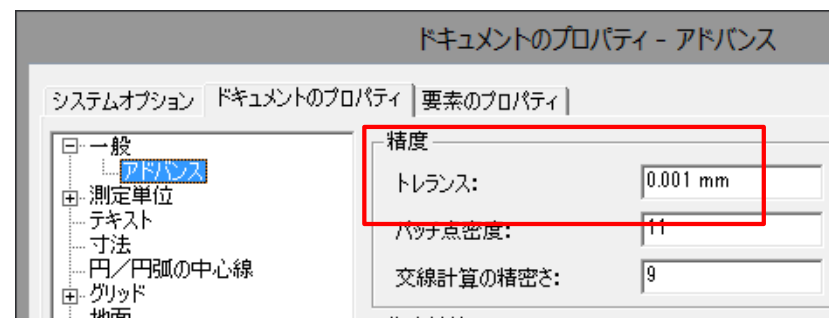 ドキュメントのプロパティ - アドバンス
システムオプション ドキュメントのプロパティ 要素のプロパティ
一般
アドバンス
測定単位
テキスト
寸法
円／円弧の中心線
グリッド
地面
精度
トレランス: 0.001 mm
パッチ点密度: 11
交線計算の精密さ: 9